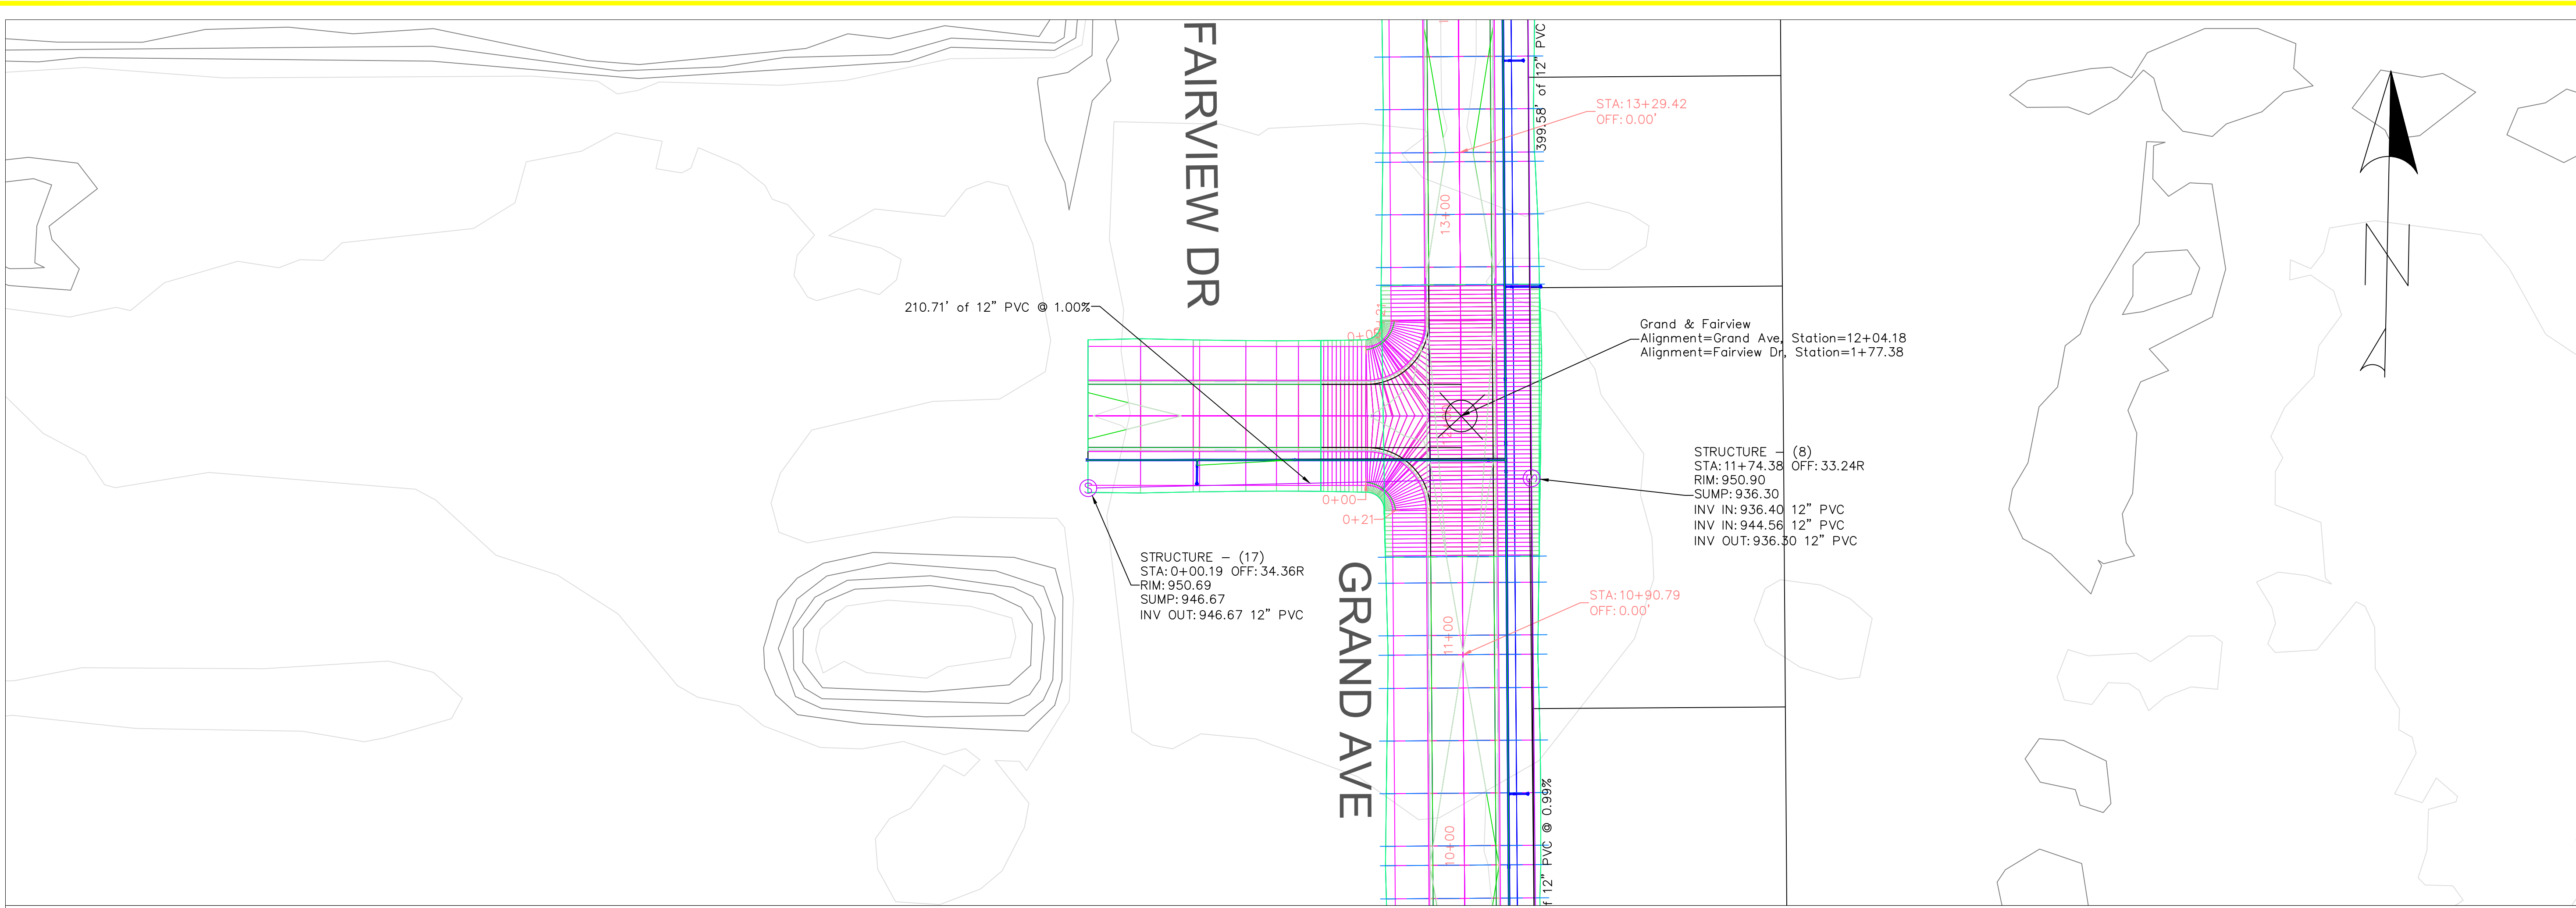 FAIRVIEW DR
399.58' of 12" PVC
STA: 13+29.42
OFF: 0.00'
13+00
210.71' of 12" PVC @ 1.00%
Grand & Fairview
Alignment=Grand Ave, Station=12+04.18
Alignment=Fairview Dr, Station=1+77.38
STRUCTURE - (8)
STA: 11+74.38 OFF: 33.24R
RIM: 950.90
SUMP: 936.30
INV IN: 936.40 12" PVC
INV IN: 944.56 12" PVC
INV OUT: 936.30 12" PVC
S
S
0+00
0+21
STRUCTURE - (17)
STA: 0+00.19 OFF: 34.36R
RIM: 950.69
SUMP: 946.67
INV OUT: 946.67 12" PVC
GRAND AVE
STA: 10+90.79
OFF: 0.00'
11+00
10+00
12" PVC @ 0.99%
N